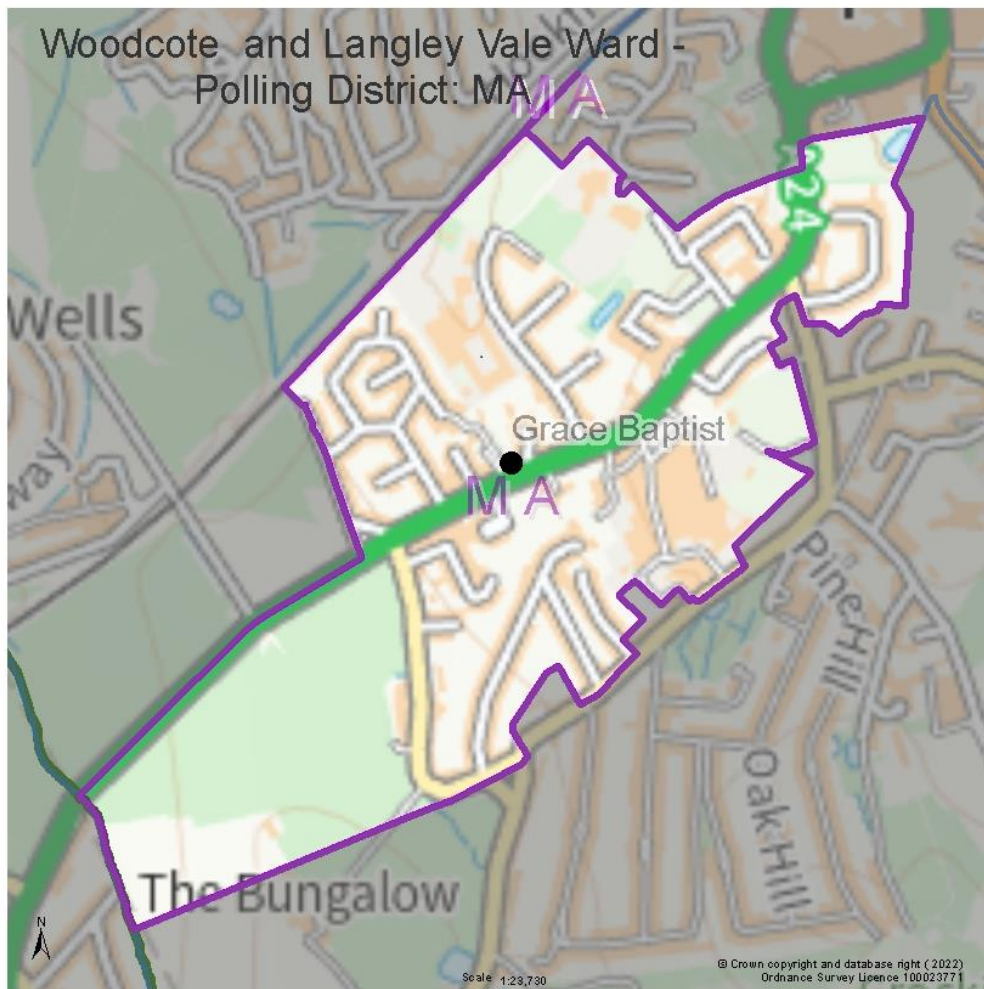 Woodcote and Langley Vale Ward -
Polling District: MA
MA
A24
Wells
way
Grace Baptist
MA
Pine Hill
Oak Hill
The Bungalow
N
Scale 1:23,730
© Crown copyright and database right (2022)
Ordnance Survey Licence 100023771